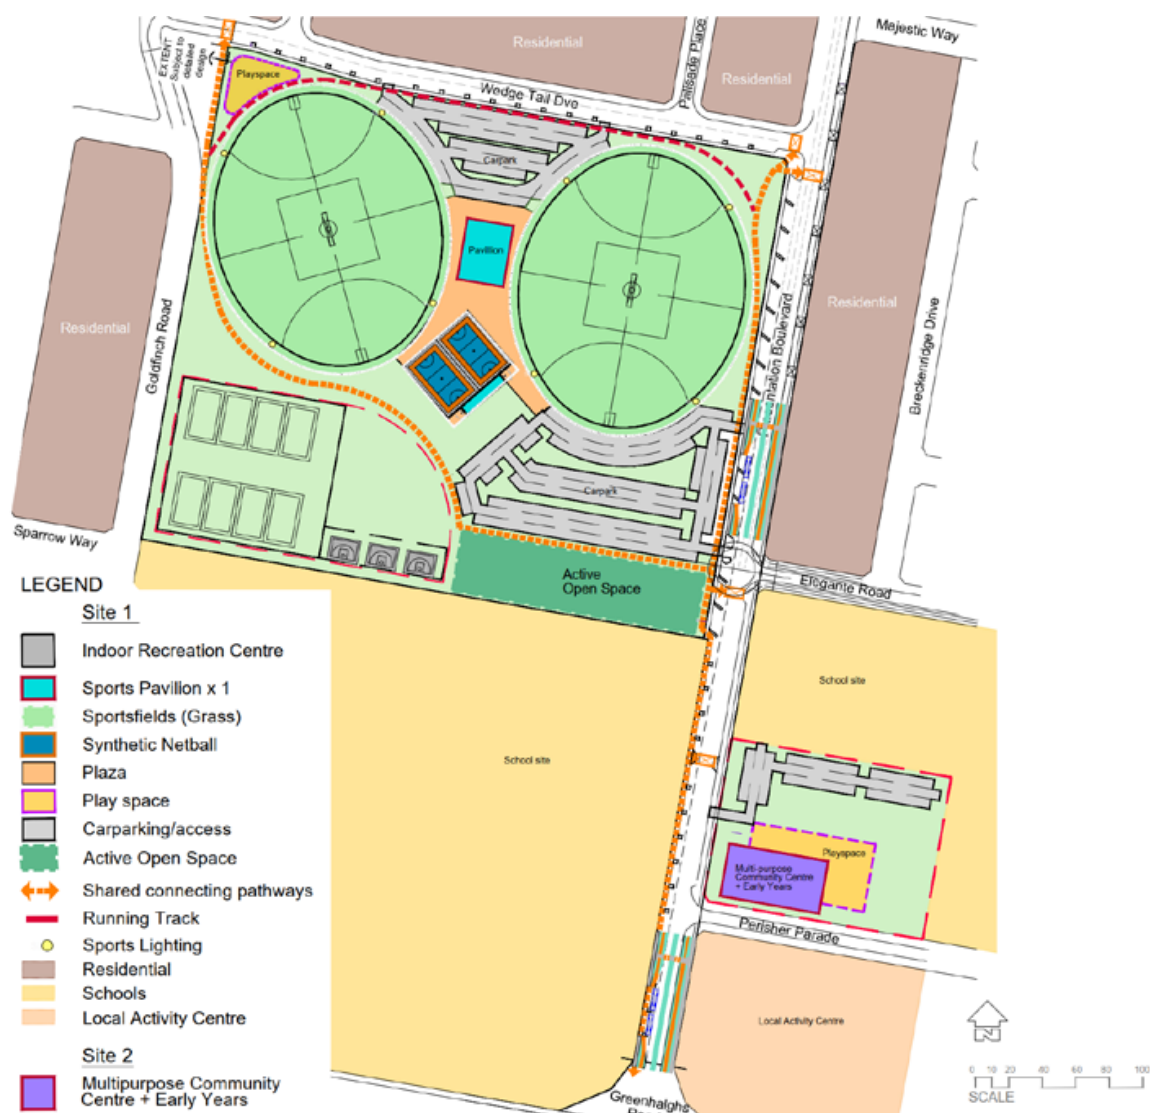 Majestic Way
Residential
Palisade Place
Residential
EXTENT
Subject to
detailed
design
Playspace
Wedge Tail Dve
Carpark
Pavillion
Residential
Residential
Goldfinch Road
Breckenridge Drive
Boulevard
Carpark
Sparrow Way
Active
Open Space
Elegante Road
LEGEND
Site 1
Indoor Recreation Centre
Sports Pavilion x 1
Sportsfields (Grass)
Synthetic Netball
Plaza
Play space
Carparking/access
Active Open Space
Shared connecting pathways
Running Track
Sports Lighting
Residential
Schools
Local Activity Centre
Site 2
Multipurpose Community
Centre + Early Years
School site
School site
Playspace
Multi-purpose
Community Centre
+ Early Years
Perisher Parade
Local Activity Centre
Greenhalghs
N
0 10 20 40 60 80 100
SCALE